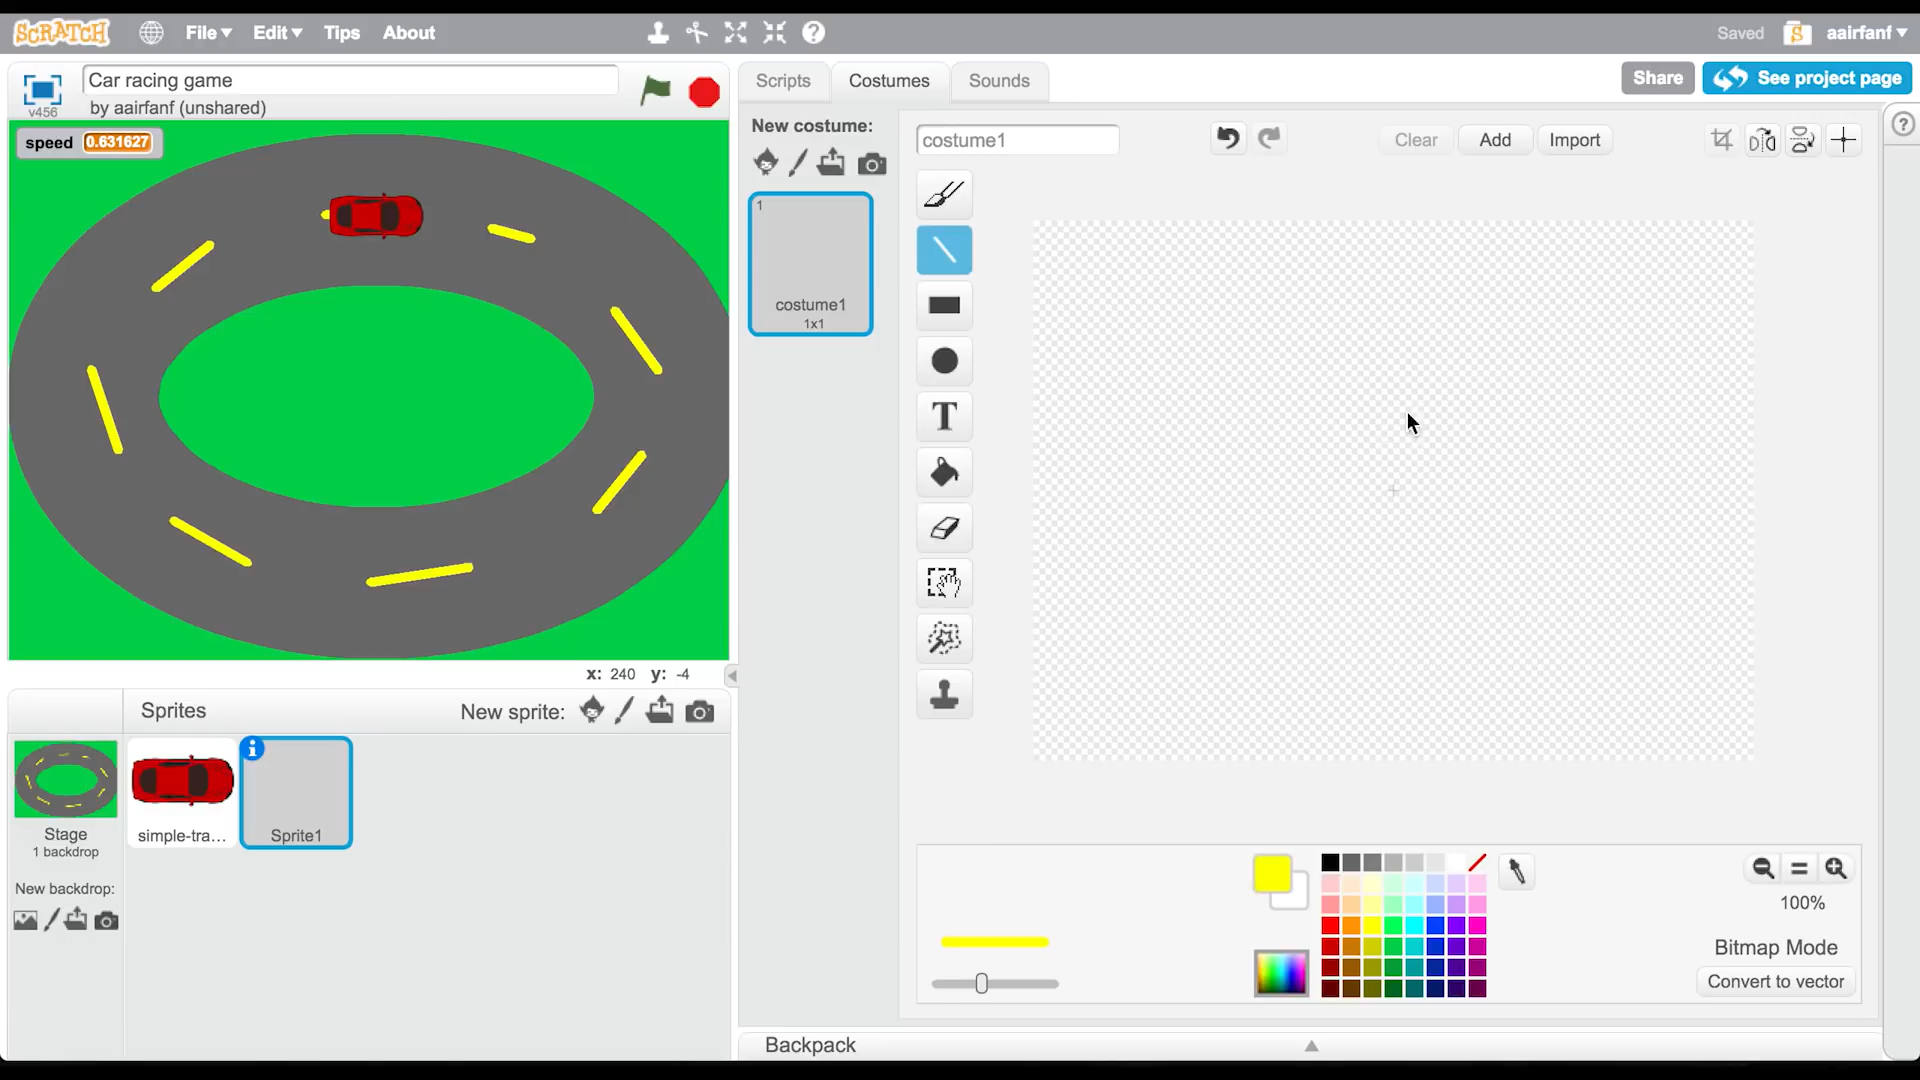 SCRATCH
File Edit Tips About
Saved
aairfanf
v456
Car racing game
by aairfanf (unshared)
Scripts Costumes Sounds
Share
See project page
speed 0.631627
New costume:
costume1
Clear Add Import
1
costume1
1x1
T
x: 240 y: -4
Sprites
New sprite:
Stage
1 backdrop
simple-tra...
Sprite1
New backdrop:
100%
Bitmap Mode
Convert to vector
Backpack